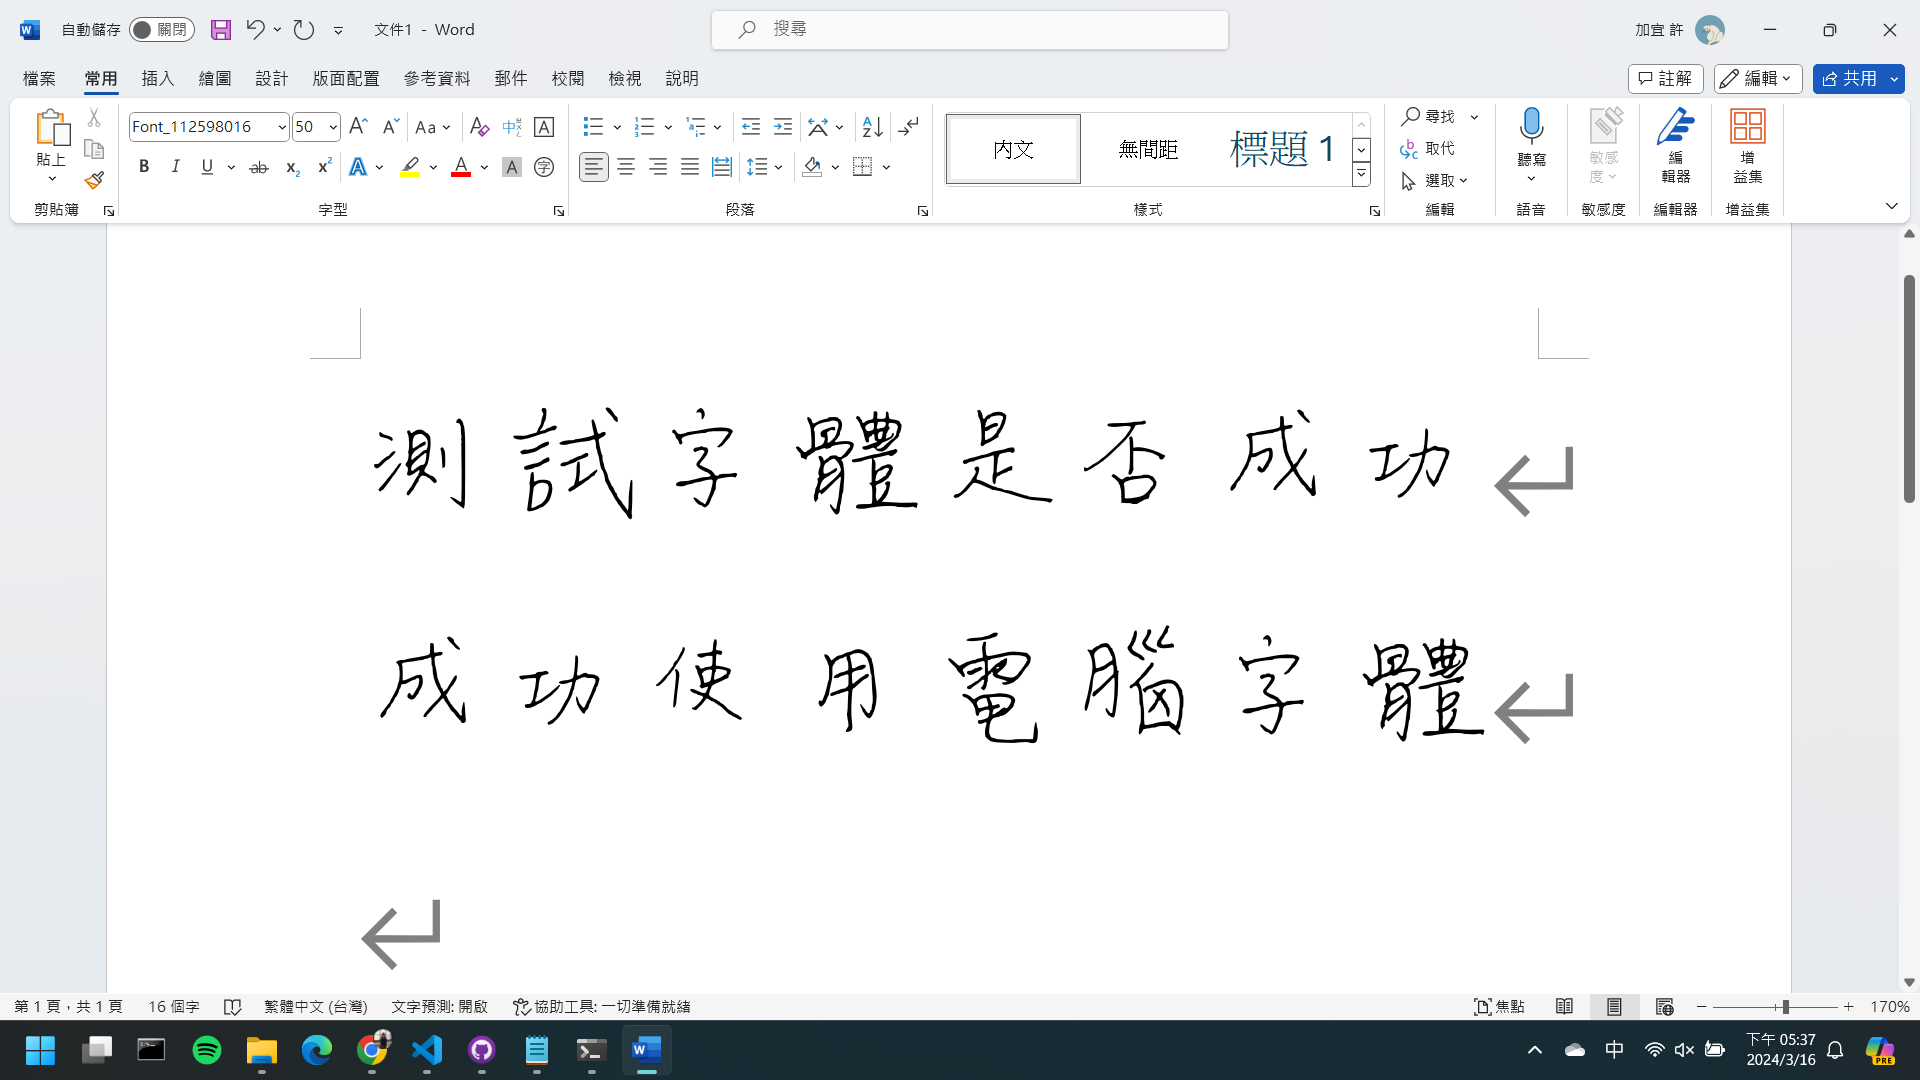 自動儲存 關閉 文件1 - Word 搜尋 加宜 許
檔案 常用 插入 繪圖 設計 版面配置 參考資料 郵件 校閱 檢視 說明 註解 編輯 共用
貼上 Font_112598016 50 Aa A 內文 無間距 標題 1 尋找 取代 選取 聽寫 敏感度 編輯器 增益集
剪貼簿 字型 段落 樣式 編輯 語音 敏感度 編輯器 增益集
測試字體是否成功
成功使用電腦字體
第 1 頁，共 1 頁 16 個字 繁體中文 (台灣) 文字預測: 開啟 協助工具: 一切準備就緒 焦點 170%
中 下午 05:37
2024/3/16 PRE